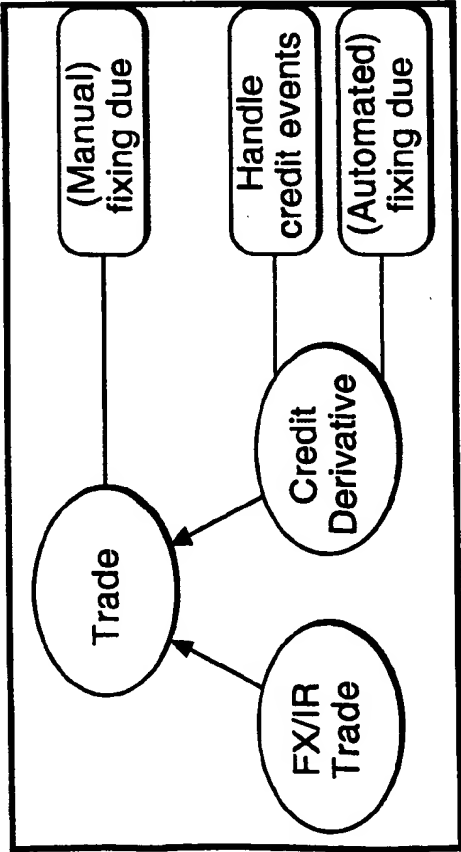 Trade
(Manual)
fixing due
FX/IR
Trade
Credit
Derivative
Handle
credit events
(Automated)
fixing due